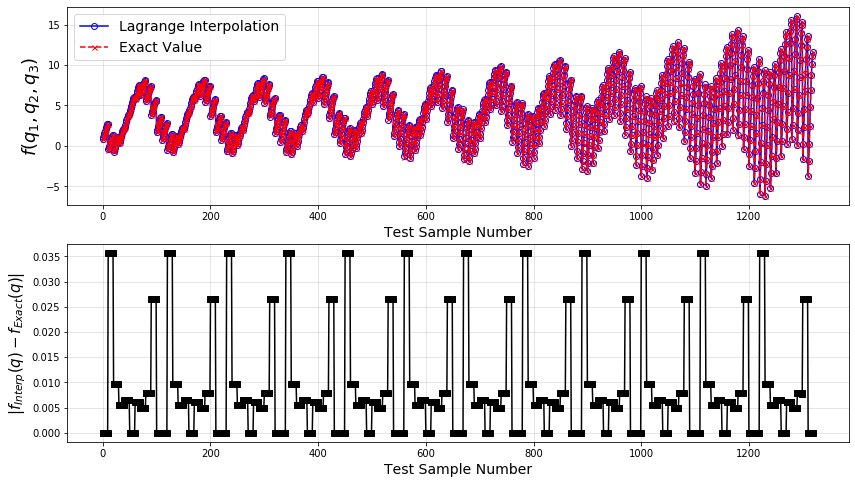 Lagrange Interpolation
Exact Value
f(q₁, q₂, q₃)
15
10
5
0
−5
0 200 400 600 800 1000 1200
Test Sample Number
|f_Interp(q) − f_Exact(q)|
0.035
0.030
0.025
0.020
0.015
0.010
0.005
0.000
0 200 400 600 800 1000 1200
Test Sample Number